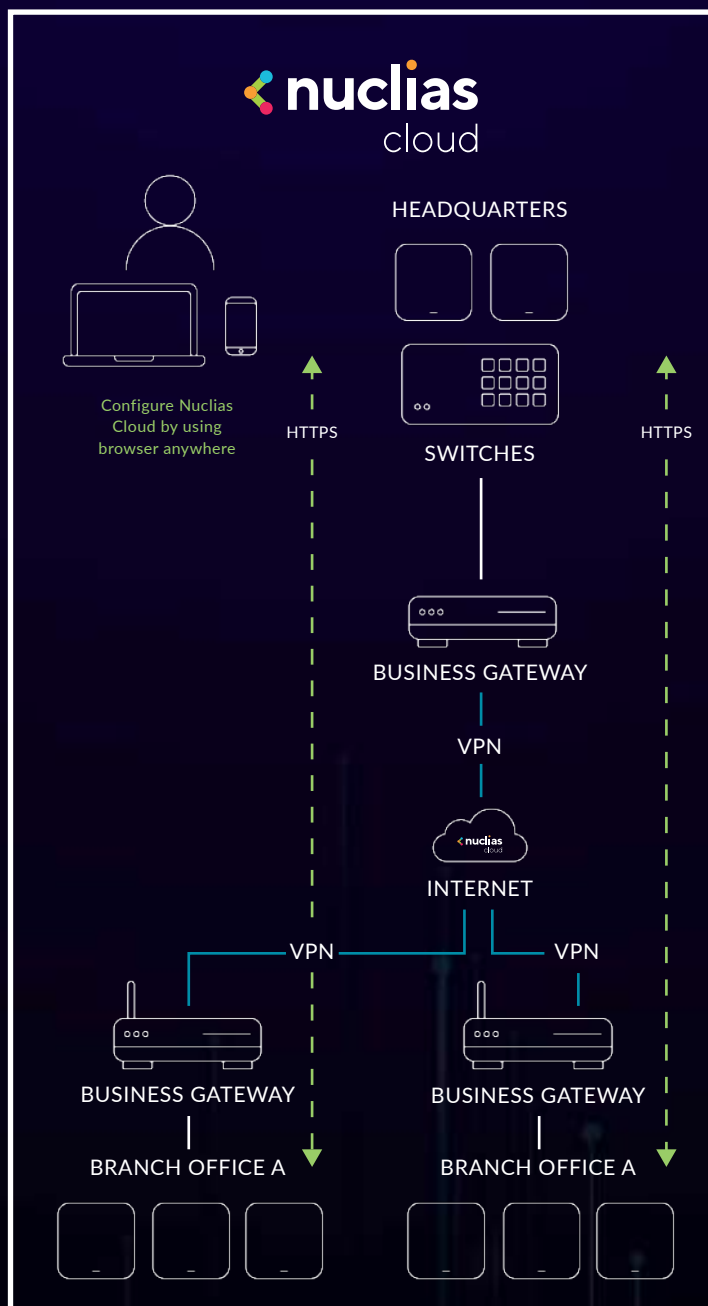 nuclias
cloud
HEADQUARTERS
Configure Nuclias
Cloud by using
browser anywhere
HTTPS
HTTPS
SWITCHES
BUSINESS GATEWAY
VPN
nuclias
cloud
INTERNET
VPN
VPN
BUSINESS GATEWAY
BUSINESS GATEWAY
BRANCH OFFICE A
BRANCH OFFICE A